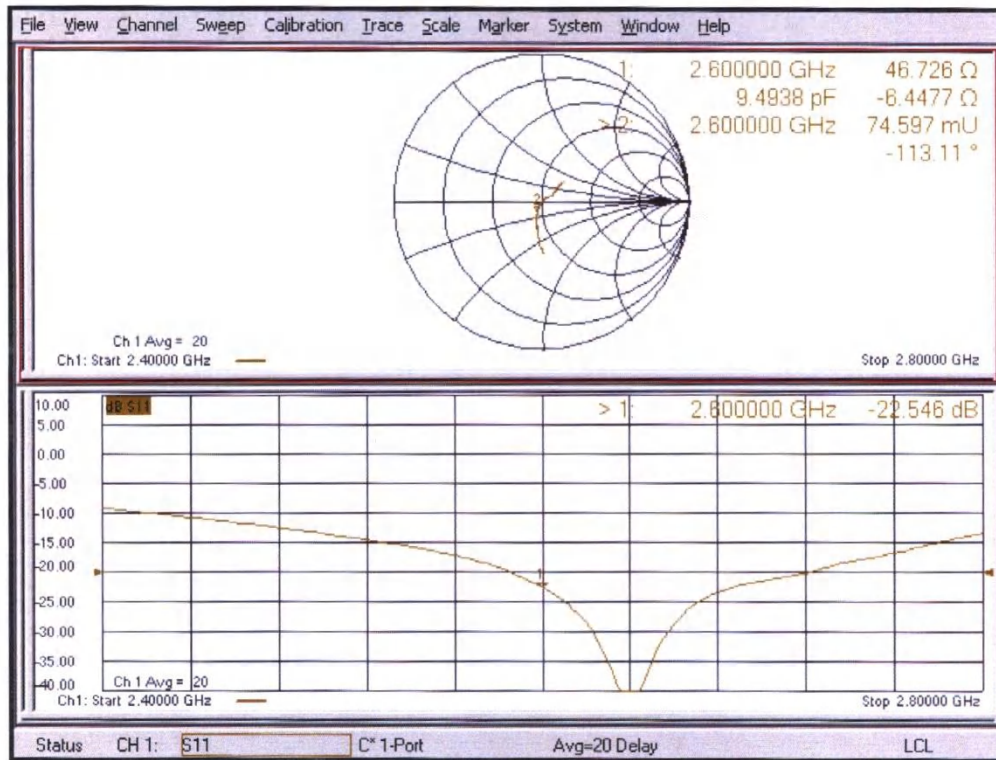 File View Channel Sweep Calibration Trace Scale Marker System Window Help
1: 2.600000 GHz 46.726 Ω
9.4938 pF -6.4477 Ω
> 2: 2.600000 GHz 74.597 mU
-113.11 °
2
Ch 1 Avg = 20
Ch1: Start 2.40000 GHz Stop 2.80000 GHz
dB S11
> 1: 2.600000 GHz -22.546 dB
10.00
5.00
0.00
-5.00
-10.00
-15.00
-20.00
-25.00
-30.00
-35.00
-40.00
1
Ch 1 Avg = 20
Ch1: Start 2.40000 GHz Stop 2.80000 GHz
Status CH 1: S11 C* 1-Port Avg=20 Delay LCL